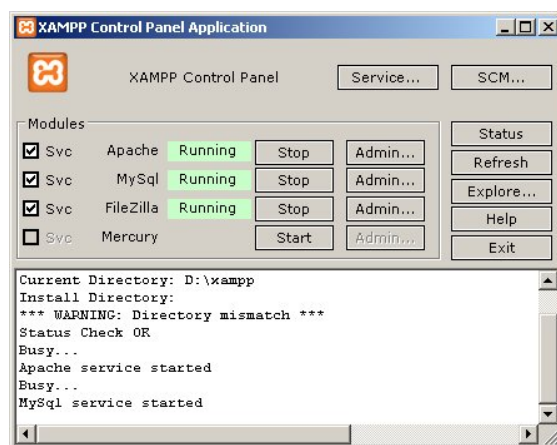 XAMPP Control Panel Application
XAMPP Control Panel Service... SCM...
Modules
Svc Apache Running Stop Admin...
Svc MySql Running Stop Admin...
Svc FileZilla Running Stop Admin...
Svc Mercury Start Admin...
Status
Refresh
Explore...
Help
Exit
Current Directory: D:\xampp
Install Directory:
*** WARNING: Directory mismatch ***
Status Check OK
Busy...
Apache service started
Busy...
MySql service started